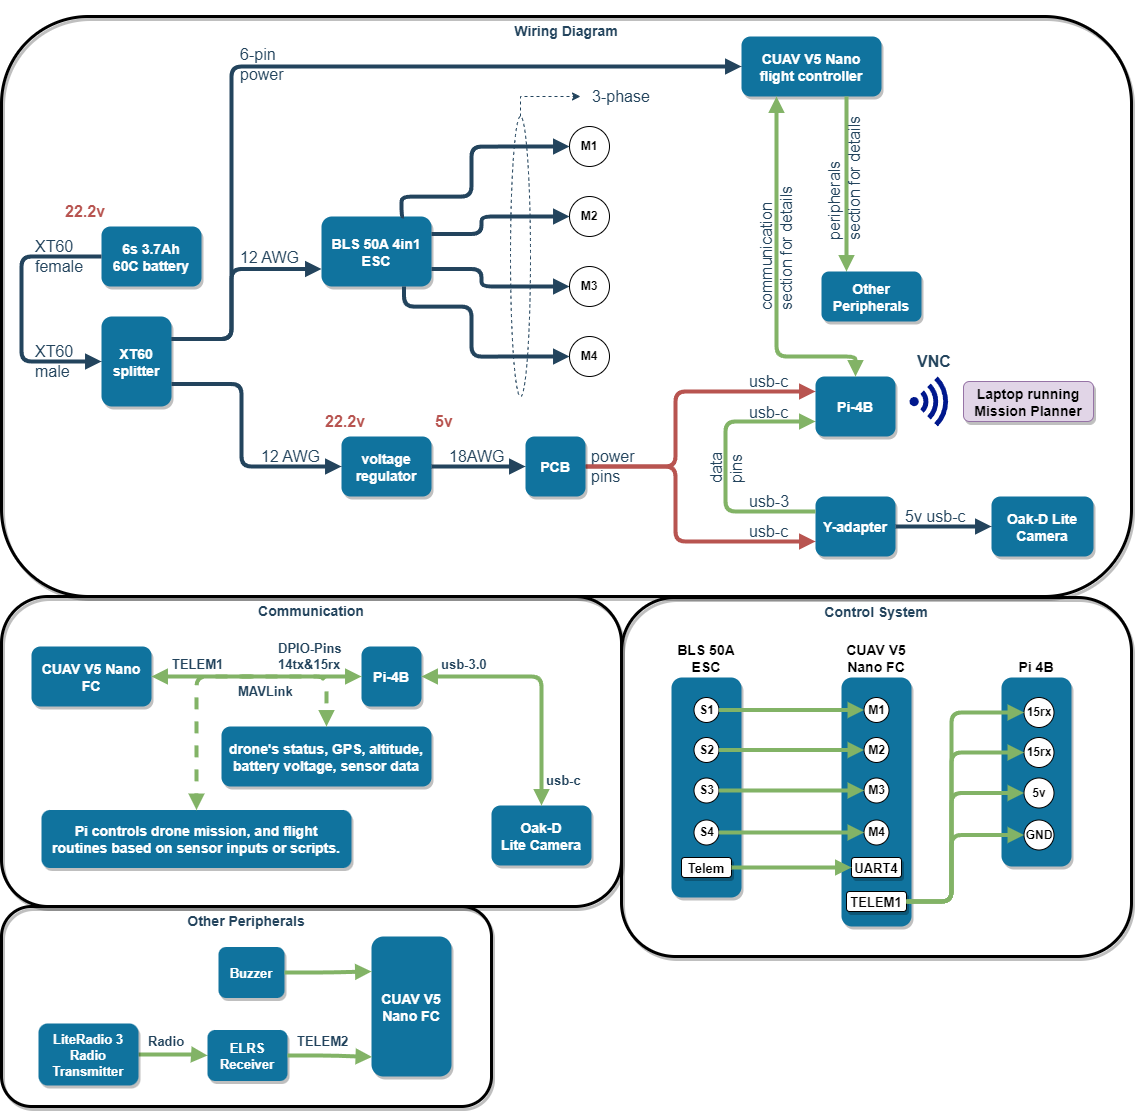 Wiring Diagram
6-pin
power
CUAV V5 Nano
flight controller
3-phase
M1
22.2v
XT60
female
6s 3.7Ah
60C battery
12 AWG
BLS 50A 4in1
ESC
M2
M3
M4
communication
section for details
peripherals
section for details
Other
Peripherals
XT60
male
XT60
splitter
VNC
usb-c
usb-c
Pi-4B
Laptop running
Mission Planner
22.2v
5v
12 AWG
voltage
regulator
18AWG
PCB
power
pins
data
pins
usb-3
usb-c
Y-adapter
5v usb-c
Oak-D Lite
Camera
Communication
CUAV V5 Nano
FC
TELEM1
DPIO-Pins
14tx&15rx
MAVLink
Pi-4B
usb-3.0
drone's status, GPS, altitude,
battery voltage, sensor data
usb-c
Pi controls drone mission, and flight
routines based on sensor inputs or scripts.
Oak-D
Lite Camera
Control System
BLS 50A
ESC
CUAV V5
Nano FC
Pi 4B
S1
M1
15rx
S2
M2
15rx
S3
M3
5v
S4
M4
GND
Telem
UART4
TELEM1
Other Peripherals
Buzzer
CUAV V5
Nano FC
LiteRadio 3
Radio
Transmitter
Radio
ELRS
Receiver
TELEM2